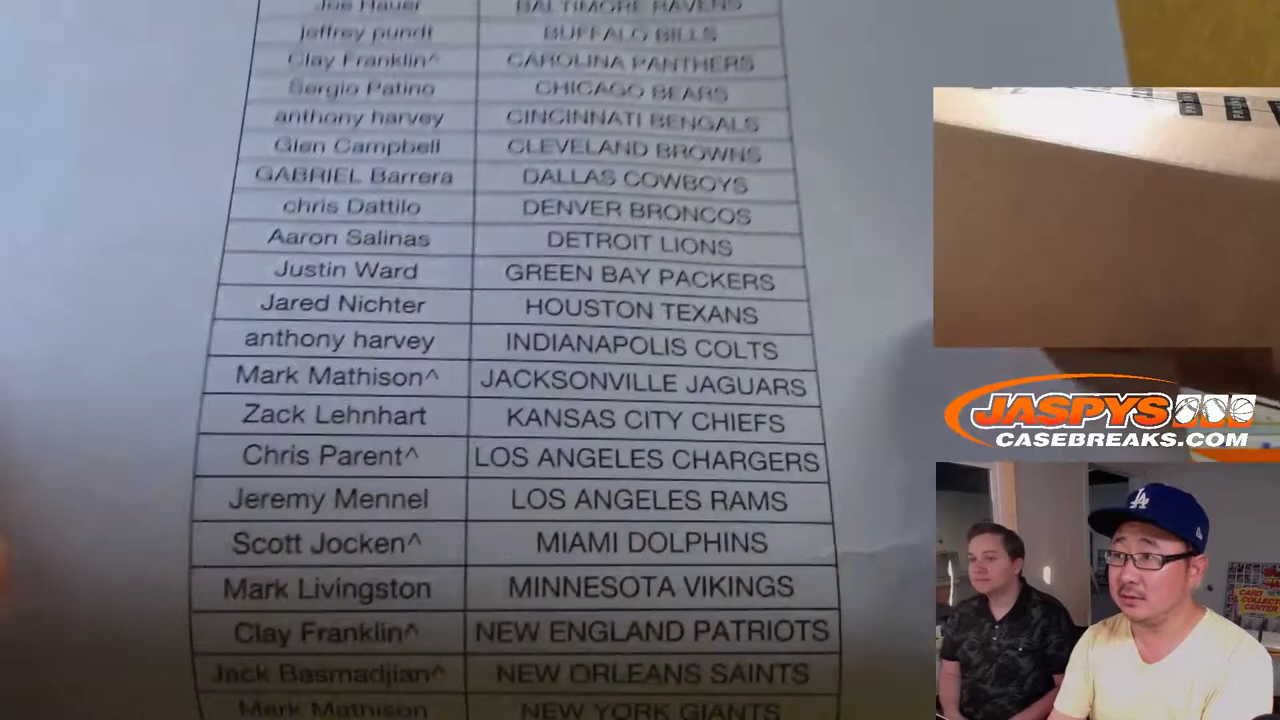 Joe Hauer BALTIMORE RAVENS
jeffrey pundt BUFFALO BILLS
Clay Franklin^ CAROLINA PANTHERS
Sergio Patino CHICAGO BEARS
anthony harvey CINCINNATI BENGALS
Glen Campbell CLEVELAND BROWNS
GABRIEL Barrera DALLAS COWBOYS
chris Dattilo DENVER BRONCOS
Aaron Salinas DETROIT LIONS
Justin Ward GREEN BAY PACKERS
Jared Nichter HOUSTON TEXANS
anthony harvey INDIANAPOLIS COLTS
Mark Mathison^ JACKSONVILLE JAGUARS
Zack Lehnhart KANSAS CITY CHIEFS
Chris Parent^ LOS ANGELES CHARGERS
Jeremy Mennel LOS ANGELES RAMS
Scott Jocken^ MIAMI DOLPHINS
Mark Livingston MINNESOTA VIKINGS
Clay Franklin^ NEW ENGLAND PATRIOTS
Jack Basmadjian^ NEW ORLEANS SAINTS
Mark Mathison NEW YORK GIANTS
JASPYS
CASEBREAKS.COM
LA
CARD
COLLECT
CENTER